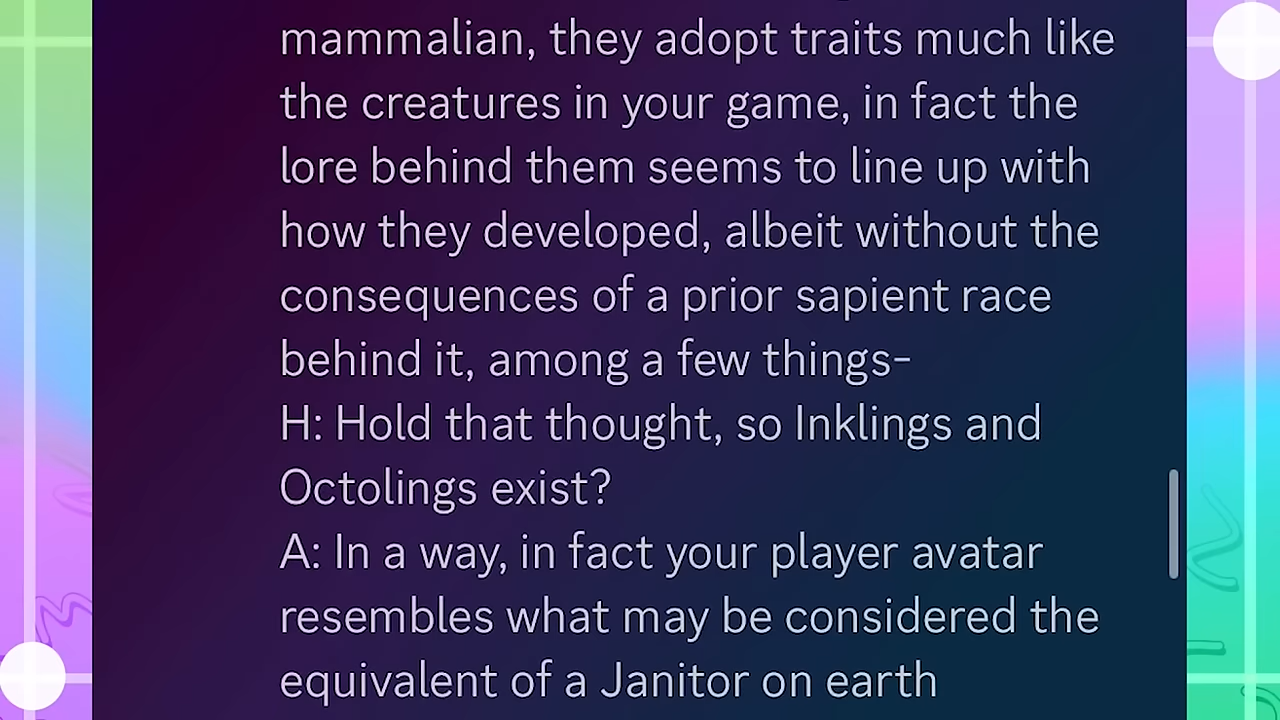 mammalian, they adopt traits much like
the creatures in your game, in fact the
lore behind them seems to line up with
how they developed, albeit without the
consequences of a prior sapient race
behind it, among a few things-
H: Hold that thought, so Inklings and
Octolings exist?
A: In a way, in fact your player avatar
resembles what may be considered the
equivalent of a Janitor on earth